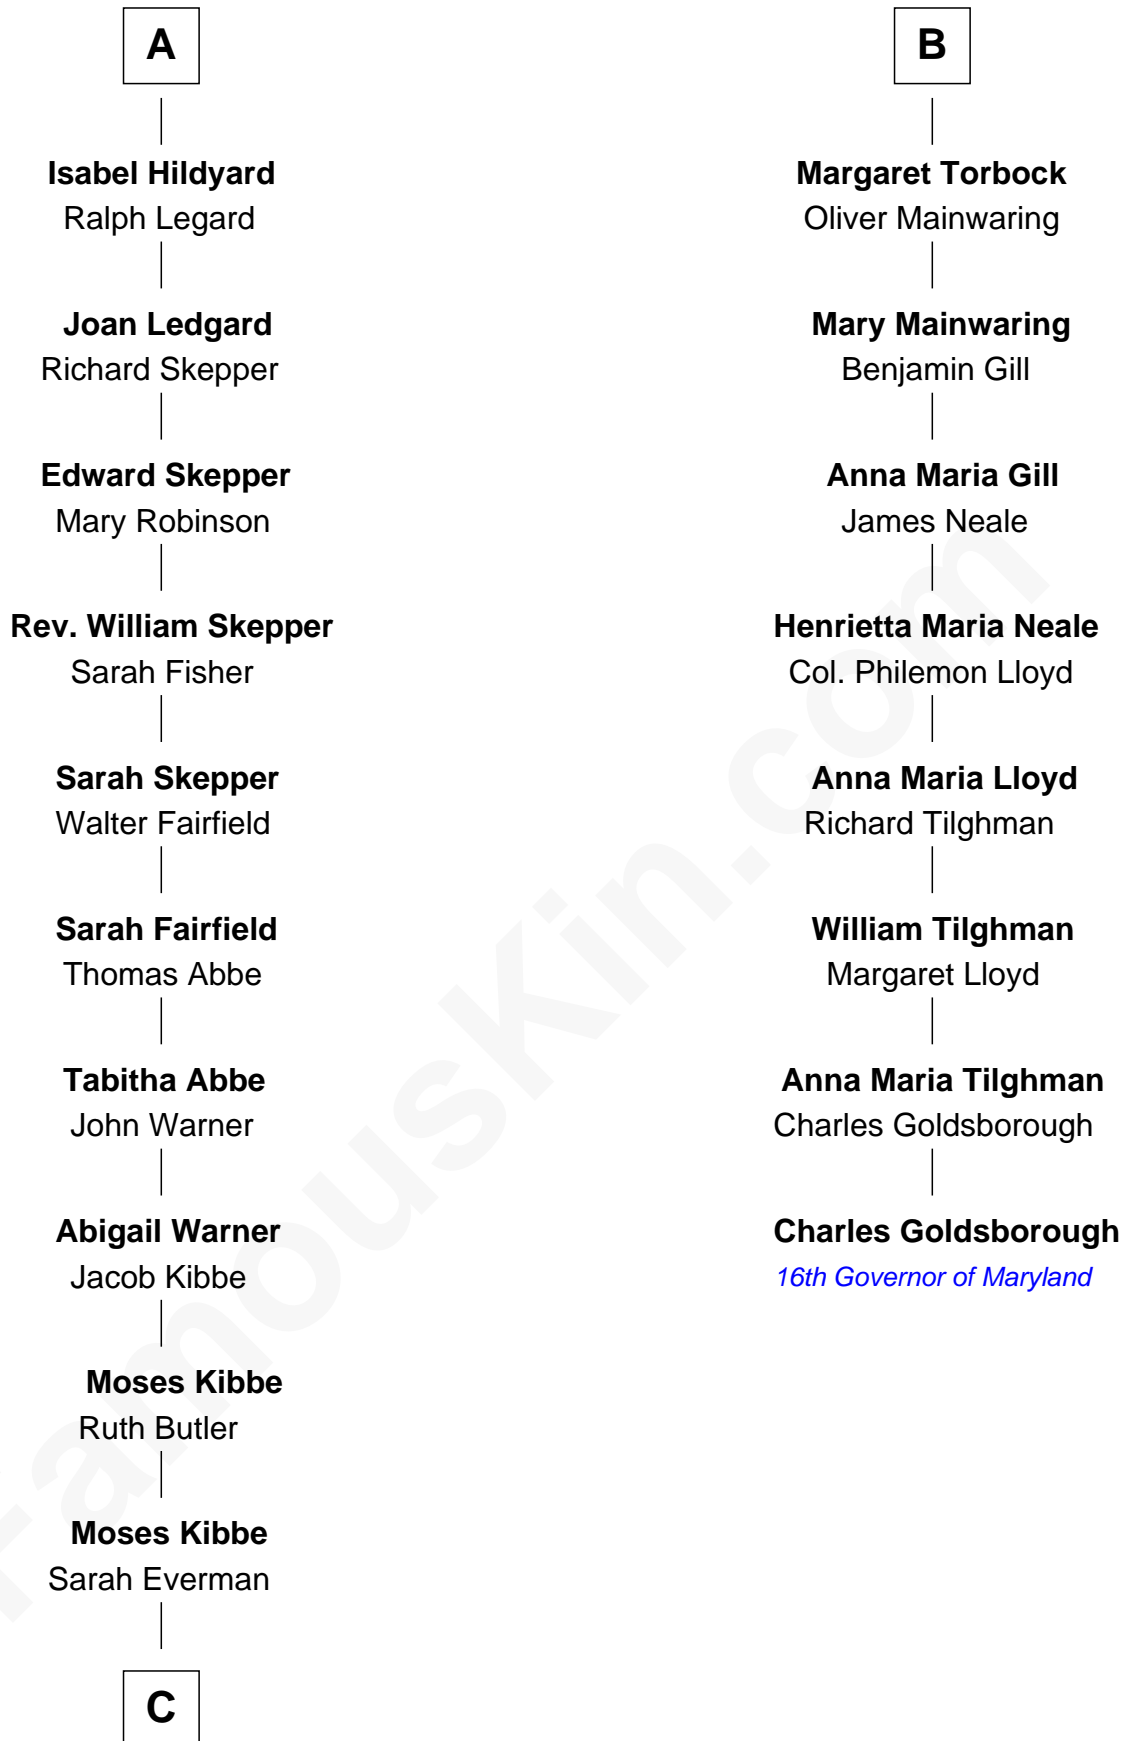 A
Isabel Hildyard
Ralph Legard
Joan Ledgard
Richard Skepper
Edward Skepper
Mary Robinson
Rev. William Skepper
Sarah Fisher
Sarah Skepper
Walter Fairfield
Sarah Fairfield
Thomas Abbe
Tabitha Abbe
John Warner
Abigail Warner
Jacob Kibbe
Moses Kibbe
Ruth Butler
Moses Kibbe
Sarah Everman
C
B
Margaret Torbock
Oliver Mainwaring
Mary Mainwaring
Benjamin Gill
Anna Maria Gill
James Neale
Henrietta Maria Neale
Col. Philemon Lloyd
Anna Maria Lloyd
Richard Tilghman
William Tilghman
Margaret Lloyd
Anna Maria Tilghman
Charles Goldsborough
Charles Goldsborough
16th Governor of Maryland
FamousKin.com